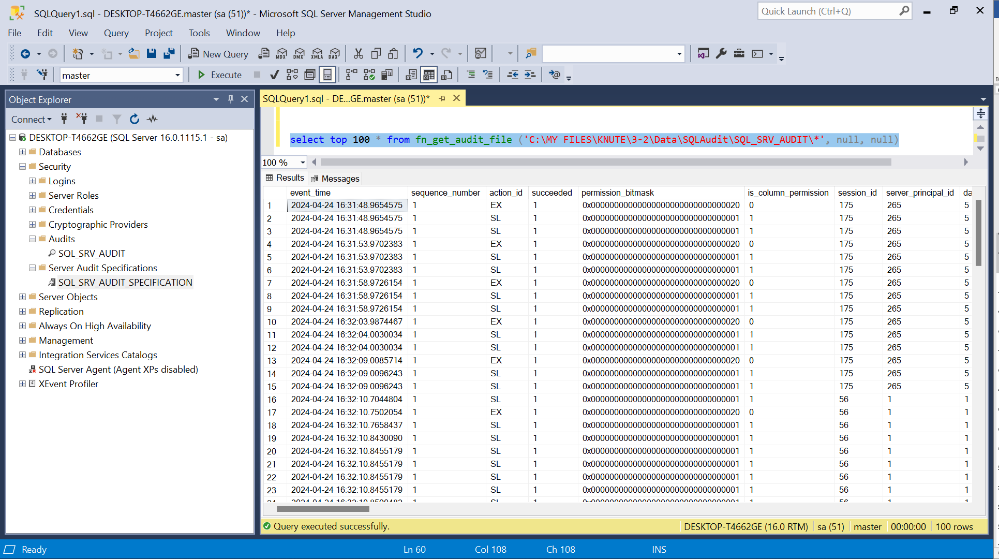 SQLQuery1.sql - DESKTOP-T4662GE.master (sa (51))* - Microsoft SQL Server Management Studio
Quick Launch (Ctrl+Q)
File Edit View Query Project Tools Window Help
New Query MDX DMX XMLA DAX
master Execute
Object Explorer
Connect
DESKTOP-T4662GE (SQL Server 16.0.1115.1 - sa)
Databases
Security
Logins
Server Roles
Credentials
Cryptographic Providers
Audits
SQL_SRV_AUDIT
Server Audit Specifications
SQL_SRV_AUDIT_SPECIFICATION
Server Objects
Replication
Always On High Availability
Management
Integration Services Catalogs
SQL Server Agent (Agent XPs disabled)
XEvent Profiler
SQLQuery1.sql - DE...GE.master (sa (51))*
select top 100 * from fn_get_audit_file ('C:\MY FILES\KNUTE\3-2\Data\SQLAudit\SQL_SRV_AUDIT\*', null, null)
100 %
Results Messages
event_time sequence_number action_id succeeded permission_bitmask is_column_permission session_id server_principal_id da
1 2024-04-24 16:31:48.9654575 1 EX 1 0x00000000000000000000000000000020 0 175 265 5
2 2024-04-24 16:31:48.9654575 1 SL 1 0x00000000000000000000000000000001 1 175 265 5
3 2024-04-24 16:31:48.9654575 1 SL 1 0x00000000000000000000000000000001 1 175 265 5
4 2024-04-24 16:31:53.9702383 1 EX 1 0x00000000000000000000000000000020 0 175 265 5
5 2024-04-24 16:31:53.9702383 1 SL 1 0x00000000000000000000000000000001 1 175 265 5
6 2024-04-24 16:31:53.9702383 1 SL 1 0x00000000000000000000000000000001 1 175 265 5
7 2024-04-24 16:31:58.9726154 1 EX 1 0x00000000000000000000000000000020 0 175 265 5
8 2024-04-24 16:31:58.9726154 1 SL 1 0x00000000000000000000000000000001 1 175 265 5
9 2024-04-24 16:31:58.9726154 1 SL 1 0x00000000000000000000000000000001 1 175 265 5
10 2024-04-24 16:32:03.9874467 1 EX 1 0x00000000000000000000000000000020 0 175 265 5
11 2024-04-24 16:32:04.0030034 1 SL 1 0x00000000000000000000000000000001 1 175 265 5
12 2024-04-24 16:32:04.0030034 1 SL 1 0x00000000000000000000000000000001 1 175 265 5
13 2024-04-24 16:32:09.0085714 1 EX 1 0x00000000000000000000000000000020 0 175 265 5
14 2024-04-24 16:32:09.0096243 1 SL 1 0x00000000000000000000000000000001 1 175 265 5
15 2024-04-24 16:32:09.0096243 1 SL 1 0x00000000000000000000000000000001 1 175 265 5
16 2024-04-24 16:32:10.7044804 1 SL 1 0x00000000000000000000000000000001 1 56 1 1
17 2024-04-24 16:32:10.7502054 1 EX 1 0x00000000000000000000000000000020 0 56 1 1
18 2024-04-24 16:32:10.7658437 1 SL 1 0x00000000000000000000000000000001 1 56 1 1
19 2024-04-24 16:32:10.8430090 1 SL 1 0x00000000000000000000000000000001 1 56 1 1
20 2024-04-24 16:32:10.8455179 1 SL 1 0x00000000000000000000000000000001 1 56 1 1
21 2024-04-24 16:32:10.8455179 1 SL 1 0x00000000000000000000000000000001 1 56 1 1
22 2024-04-24 16:32:10.8455179 1 SL 1 0x00000000000000000000000000000001 1 56 1 1
23 2024-04-24 16:32:10.8455179 1 SL 1 0x00000000000000000000000000000001 1 56 1 1
Query executed successfully. DESKTOP-T4662GE (16.0 RTM) sa (51) master 00:00:00 100 rows
Ready Ln 60 Col 108 Ch 108 INS